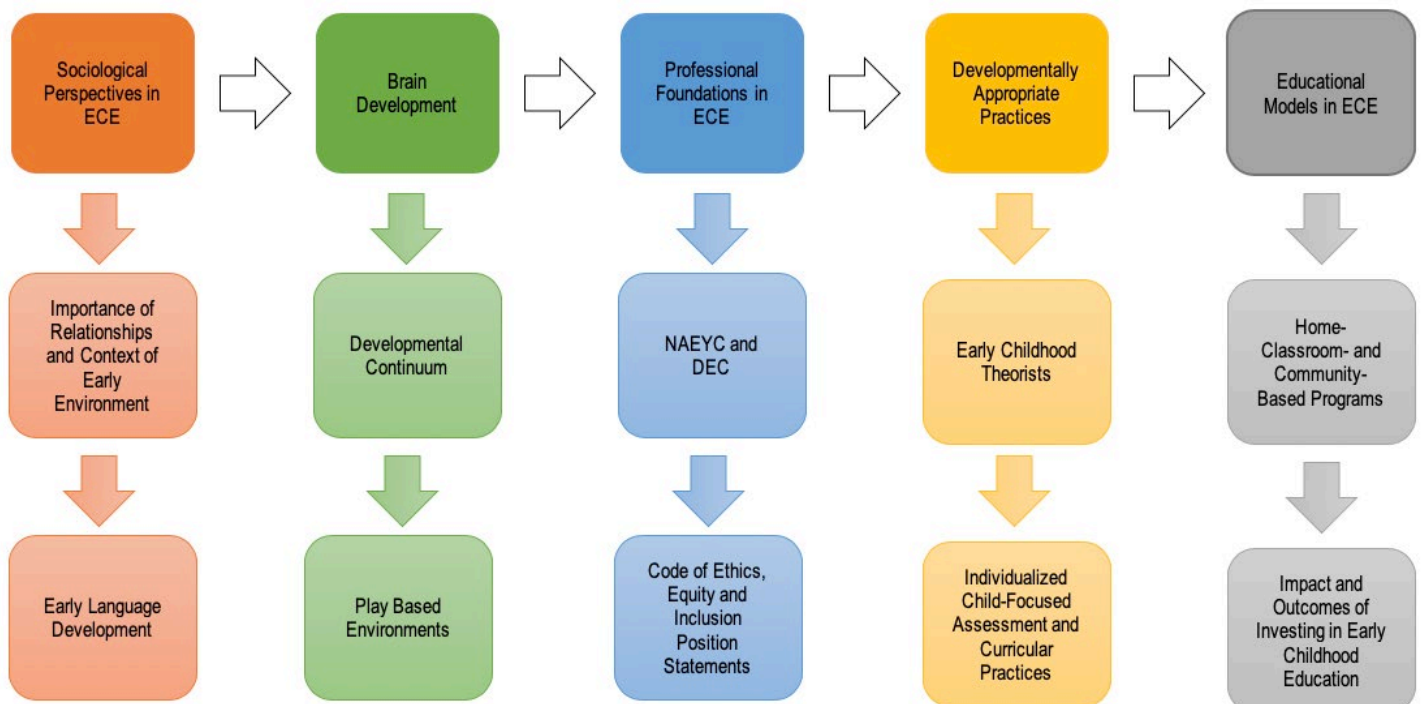 Sociological
Perspectives in
ECE
Brain
Development
Professional
Foundations in
ECE
Developmentally
Appropriate
Practices
Educational
Models in ECE
Importance of
Relationships
and Context of
Early
Environment
Developmental
Continuum
NAEYC and
DEC
Early Childhood
Theorists
Home-
Classroom- and
Community-
Based Programs
Early Language
Development
Play Based
Environments
Code of Ethics,
Equity and
Inclusion
Position
Statements
Individualized
Child-Focused
Assessment and
Curricular
Practices
Impact and
Outcomes of
Investing in Early
Childhood
Education